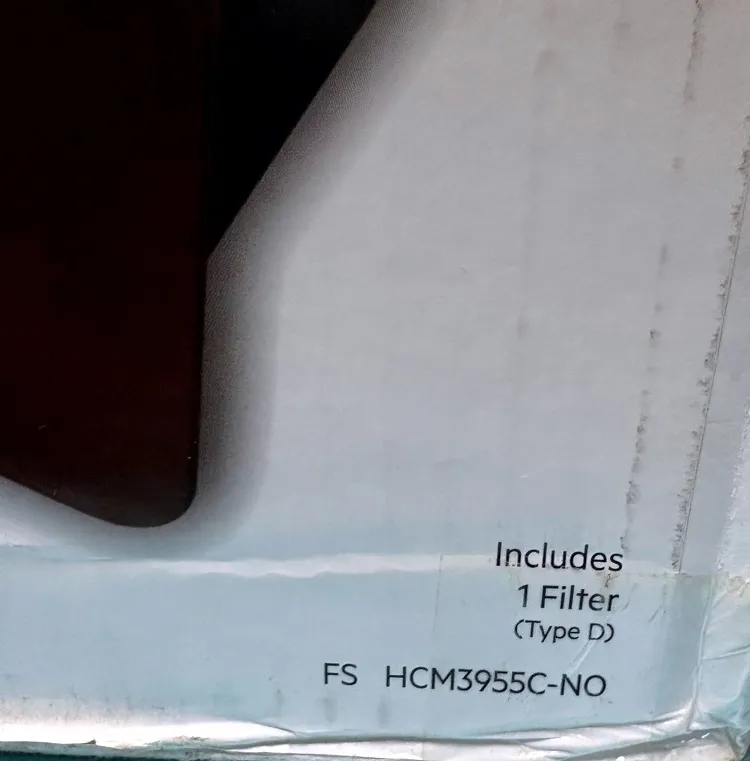 Includes
1 Filter
(Type D)
FS HCM3955C-NO